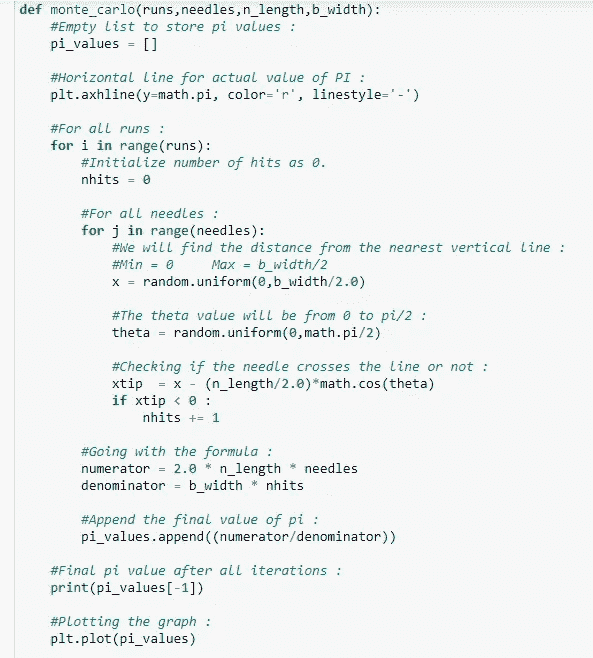 def monte_carlo(runs,needles,n_length,b_width):
    #Empty list to store pi values :
    pi_values = []

    #Horizontal line for actual value of PI :
    plt.axhline(y=math.pi, color='r', linestyle='-')

    #For all runs :
    for i in range(runs):
        #Initialize number of hits as 0.
        nhits = 0

        #For all needles :
        for j in range(needles):
            #We will find the distance from the nearest vertical line :
            #Min = 0     Max = b_width/2
            x = random.uniform(0,b_width/2.0)

            #The theta value will be from 0 to pi/2 :
            theta = random.uniform(0,math.pi/2)

            #Checking if the needle crosses the line or not :
            xtip  = x - (n_length/2.0)*math.cos(theta)
            if xtip < 0 :
                nhits += 1

        #Going with the formula :
        numerator = 2.0 * n_length * needles
        denominator = b_width * nhits

        #Append the final value of pi :
        pi_values.append((numerator/denominator))

    #Final pi value after all iterations :
    print(pi_values[-1])

    #Plotting the graph :
    plt.plot(pi_values)